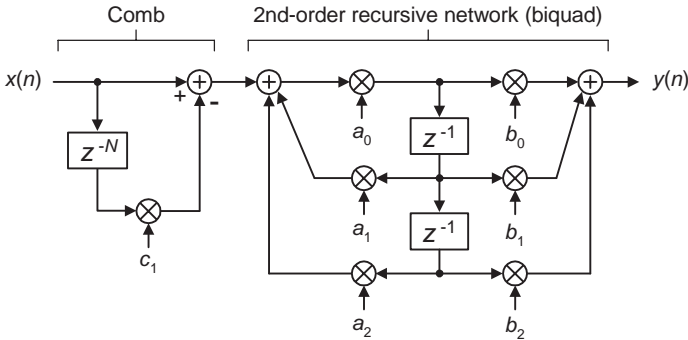 Comb
2nd-order recursive network (biquad)
x(n)
+
-
y(n)
a0
b0
z-N
z-1
a1
b1
c1
z-1
a2
b2